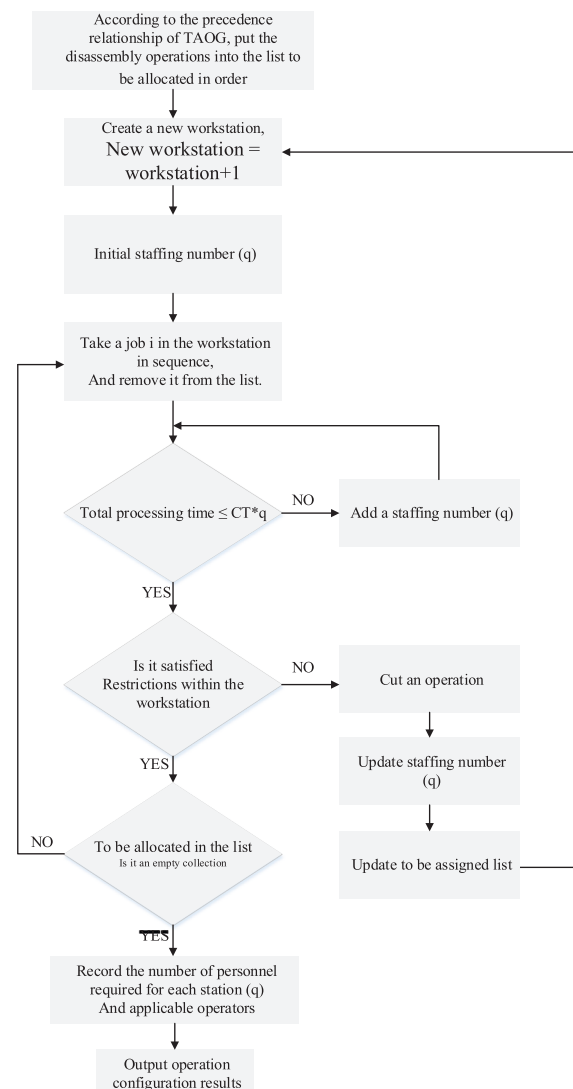 According to the precedence
relationship of TAOG, put the
disassembly operations into the list to
be allocated in order
Create a new workstation,
New workstation =
workstation+1
Initial staffing number (q)
Take a job i in the workstation
in sequence,
And remove it from the list.
Total processing time ≤ CT*q
NO
Add a staffing number (q)
YES
Is it satisfied
Restrictions within the
workstation
NO
Cut an operation
Update staffing number
(q)
YES
To be allocated in the list
Is it an empty collection
NO
Update to be assigned list
YES
Record the number of personnel
required for each station (q)
And applicable operators
Output operation
configuration results